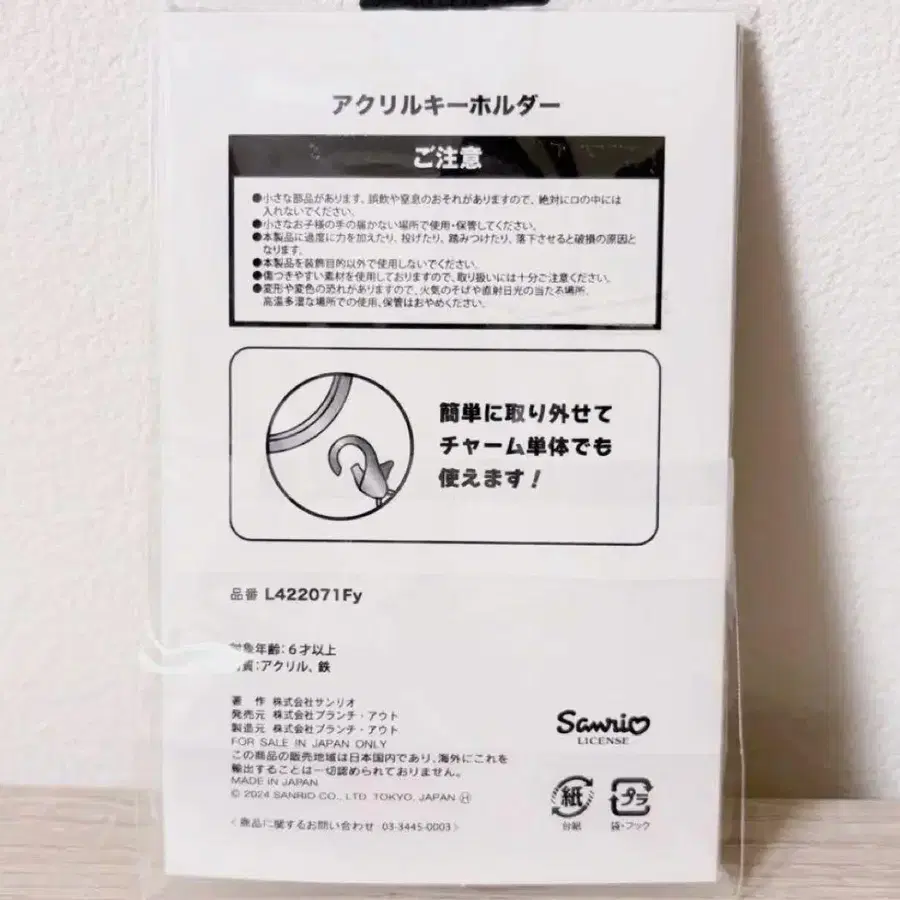 アクリルキーホルダー
ご注意
●小さな部品があります。誤飲や窒息のおそれがありますので、絶対に口の中には
入れないでください。
●小さなお子様の手の届かない場所で使用・保管してください。
●本製品に過度に力を加えたり、投げたり、踏みつけたり、落下させると破損の原因と
なります。
●本製品を装飾目的以外で使用しないでください。
●傷つきやすい素材を使用しておりますので、取り扱いには十分ご注意ください。
●変形や変色の恐れがありますので、火気のそばや直射日光の当たる場所、
高温多湿な場所での使用、保管はおやめください。
簡単に取り外せて
チャーム単体でも
使えます！
品番 L422071Fy
対象年齢：6才以上
質：アクリル、鉄
著 作 株式会社サンリオ
発売元 株式会社ブランチ・アウト
製造元 株式会社ブランチ・アウト
FOR SALE IN JAPAN ONLY
この商品の販売地域は日本国内であり、海外にこれを
輸出することは一切認められておりません。
MADE IN JAPAN
© 2024 SANRIO CO., LTD. TOKYO, JAPAN Ⓗ
〈商品に関するお問い合わせ 03-3445-0003〉
Sanrio
LICENSE
紙
台紙
プラ
袋・フック